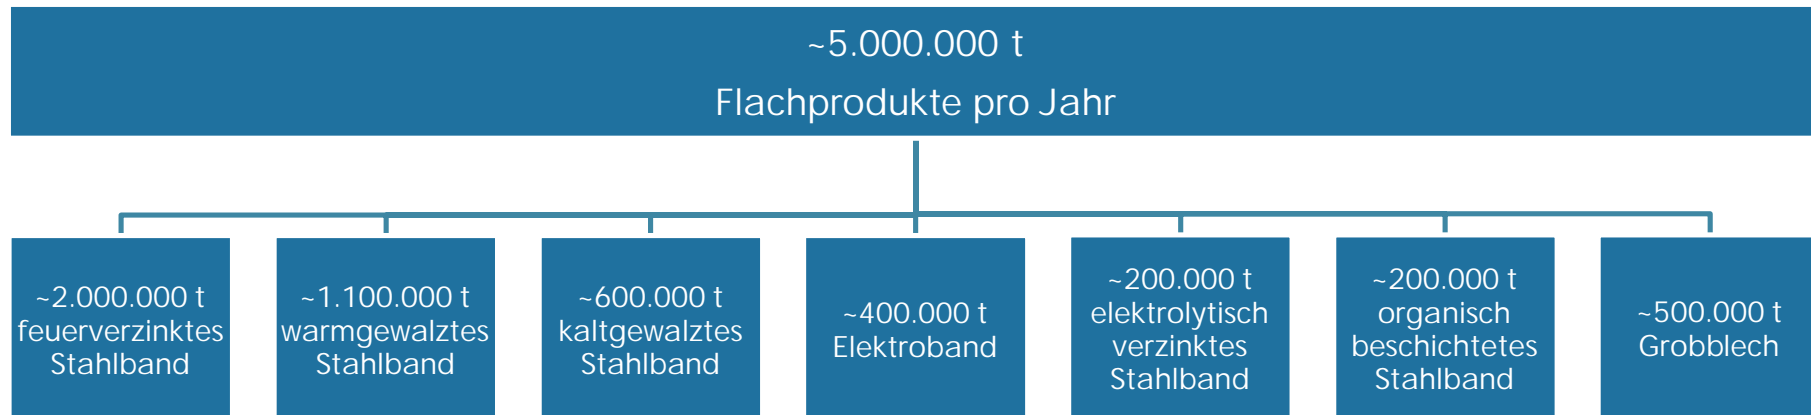 ~5.000.000 t
Flachprodukte pro Jahr
~2.000.000 t
feuerverzinktes
Stahlband
~1.100.000 t
warmgewalztes
Stahlband
~600.000 t
kaltgewalztes
Stahlband
~400.000 t
Elektroband
~200.000 t
elektrolytisch
verzinktes
Stahlband
~200.000 t
organisch
beschichtetes
Stahlband
~500.000 t
Grobblech